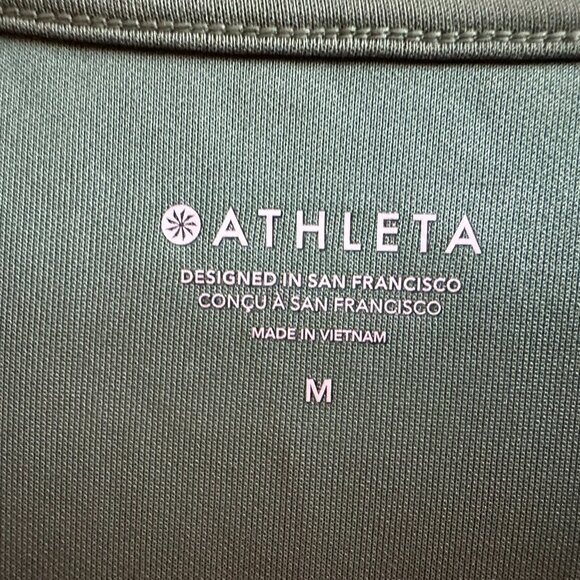 ATHLETA
DESIGNED IN SAN FRANCISCO
CONÇU À SAN FRANCISCO
MADE IN VIETNAM
M